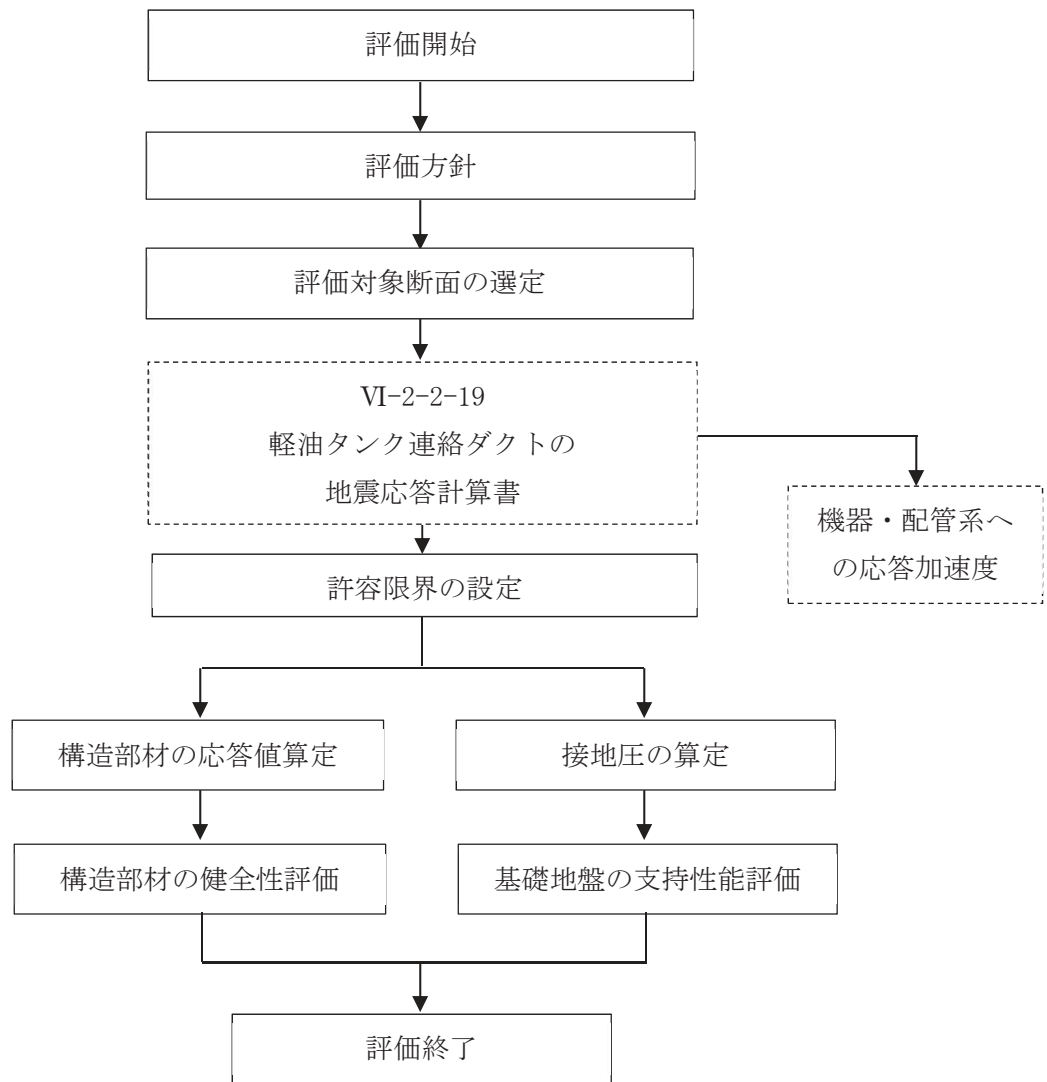 評価開始
評価方針
評価対象断面の選定
Ⅵ-2-2-19
軽油タンク連絡ダクトの
地震応答計算書
機器・配管系へ
の応答加速度
許容限界の設定
構造部材の応答値算定
接地圧の算定
構造部材の健全性評価
基礎地盤の支持性能評価
評価終了